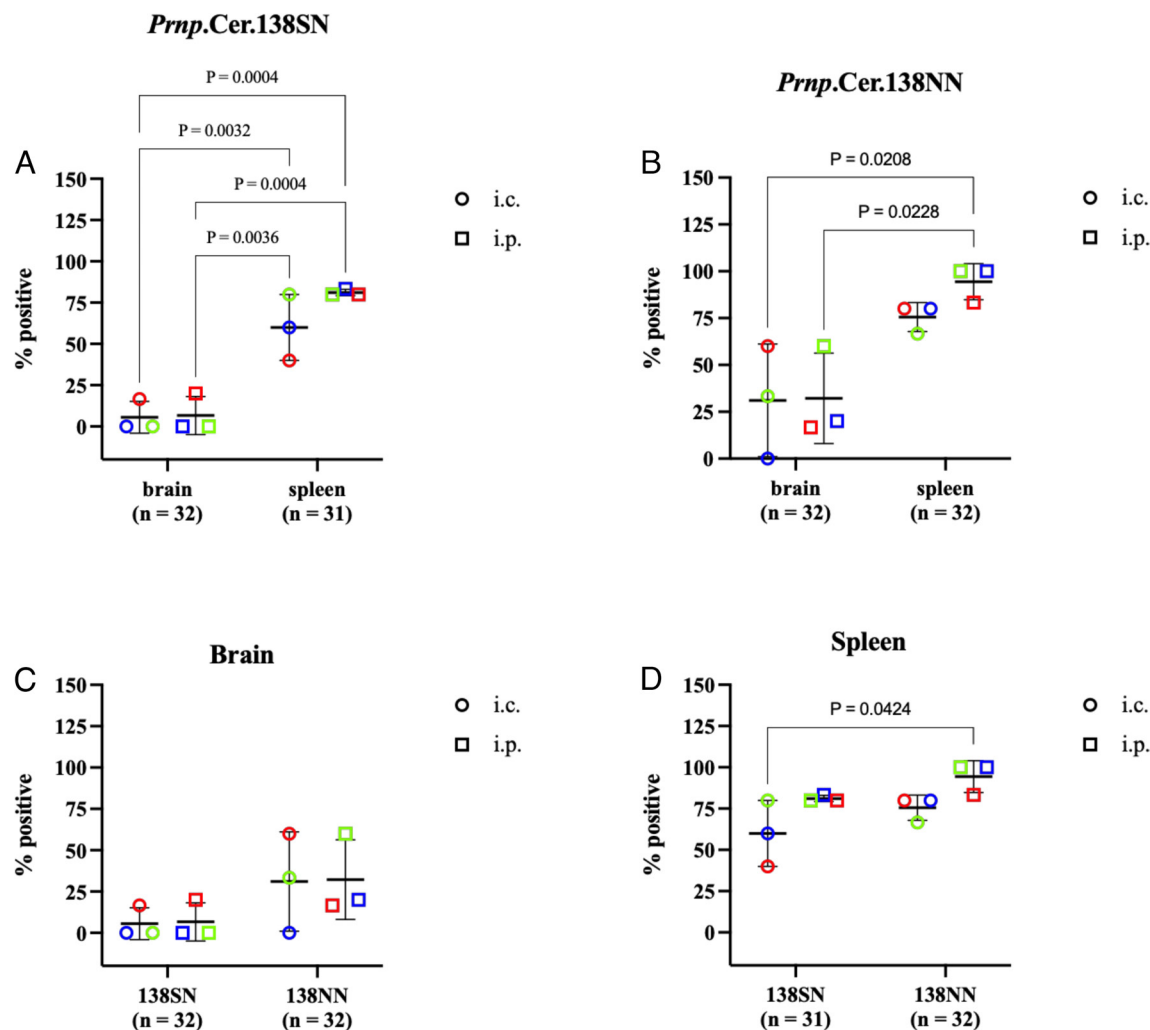 Prnp.Cer.138SN
P = 0.0004
P = 0.0032
P = 0.0004
P = 0.0036
A
150
125
100
75
50
25
0
% positive
i.c.
i.p.
brain
(n = 32)
spleen
(n = 31)
Prnp.Cer.138NN
P = 0.0208
P = 0.0228
B
150
125
100
75
50
25
0
% positive
i.c.
i.p.
brain
(n = 32)
spleen
(n = 32)
Brain
C
150
125
100
75
50
25
0
% positive
i.c.
i.p.
138SN
(n = 32)
138NN
(n = 32)
Spleen
P = 0.0424
D
150
125
100
75
50
25
0
% positive
i.c.
i.p.
138SN
(n = 31)
138NN
(n = 32)